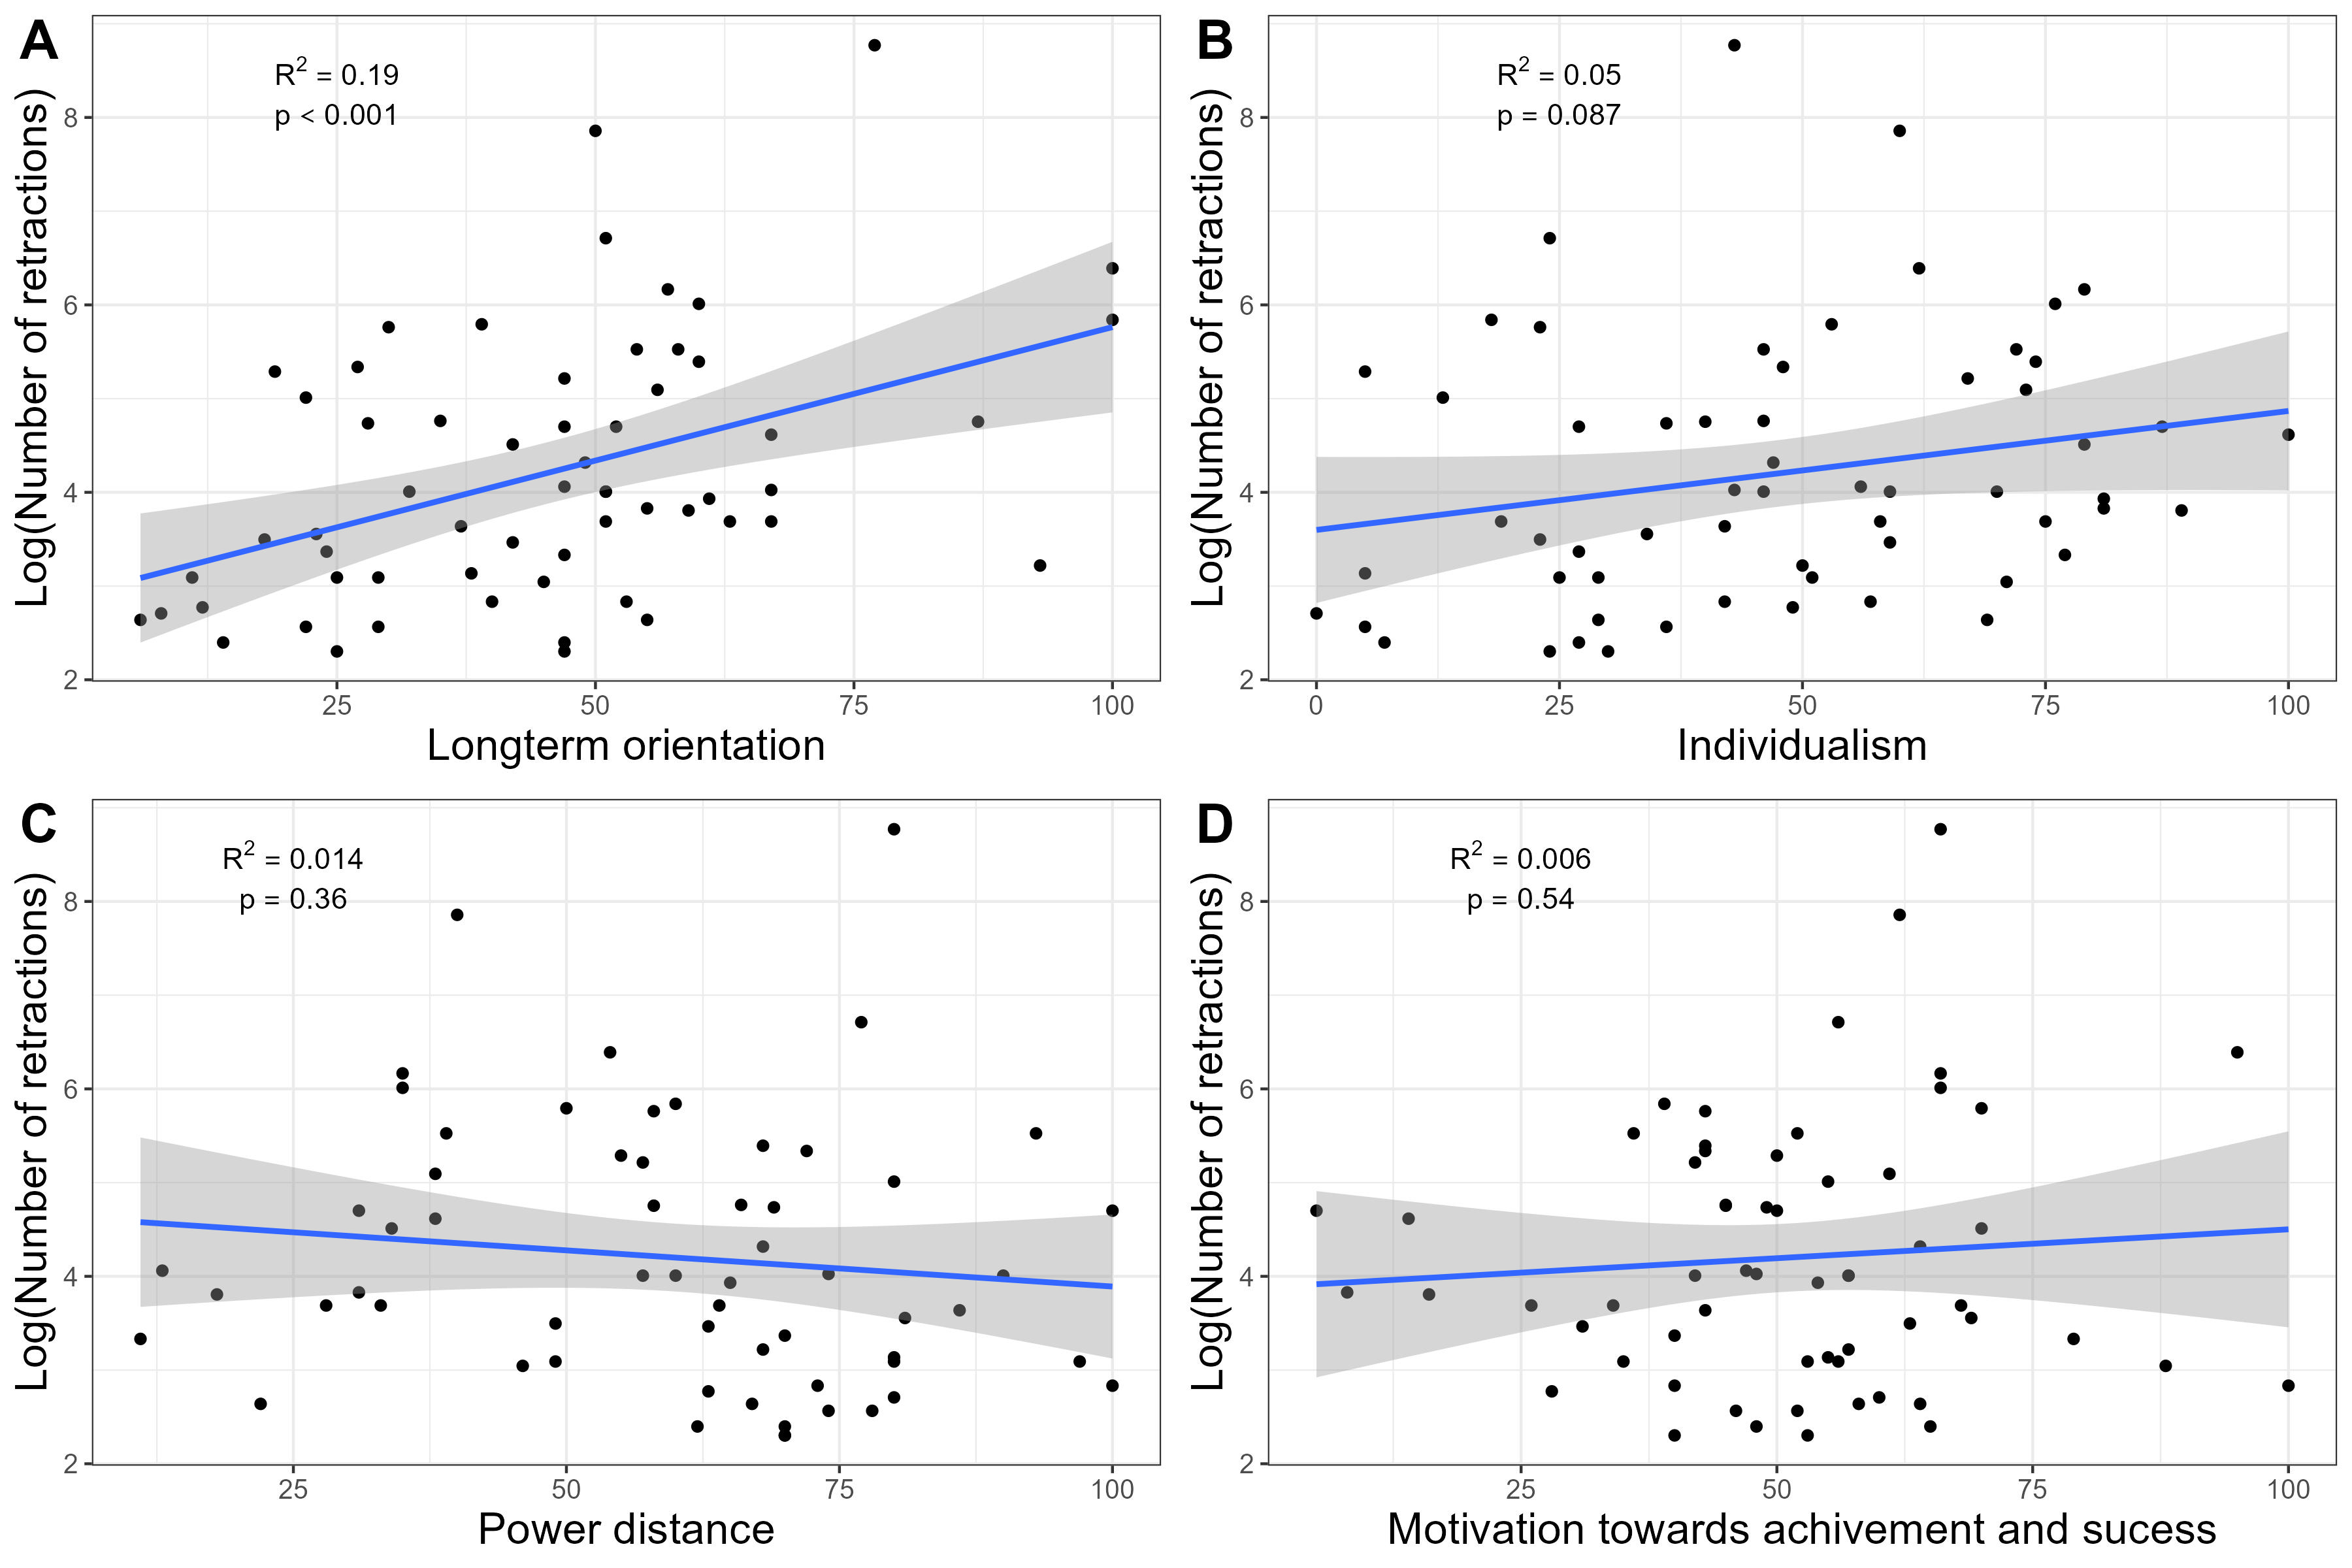 A
R2 = 0.19
p < 0.001
Log(Number of retractions)
8
6
4
2
25 50 75 100
Longterm orientation
B
R2 = 0.05
p = 0.087
Log(Number of retractions)
8
6
4
2
0 25 50 75 100
Individualism
C
R2 = 0.014
p = 0.36
Log(Number of retractions)
8
6
4
2
25 50 75 100
Power distance
D
R2 = 0.006
p = 0.54
Log(Number of retractions)
8
6
4
2
25 50 75 100
Motivation towards achivement and sucess